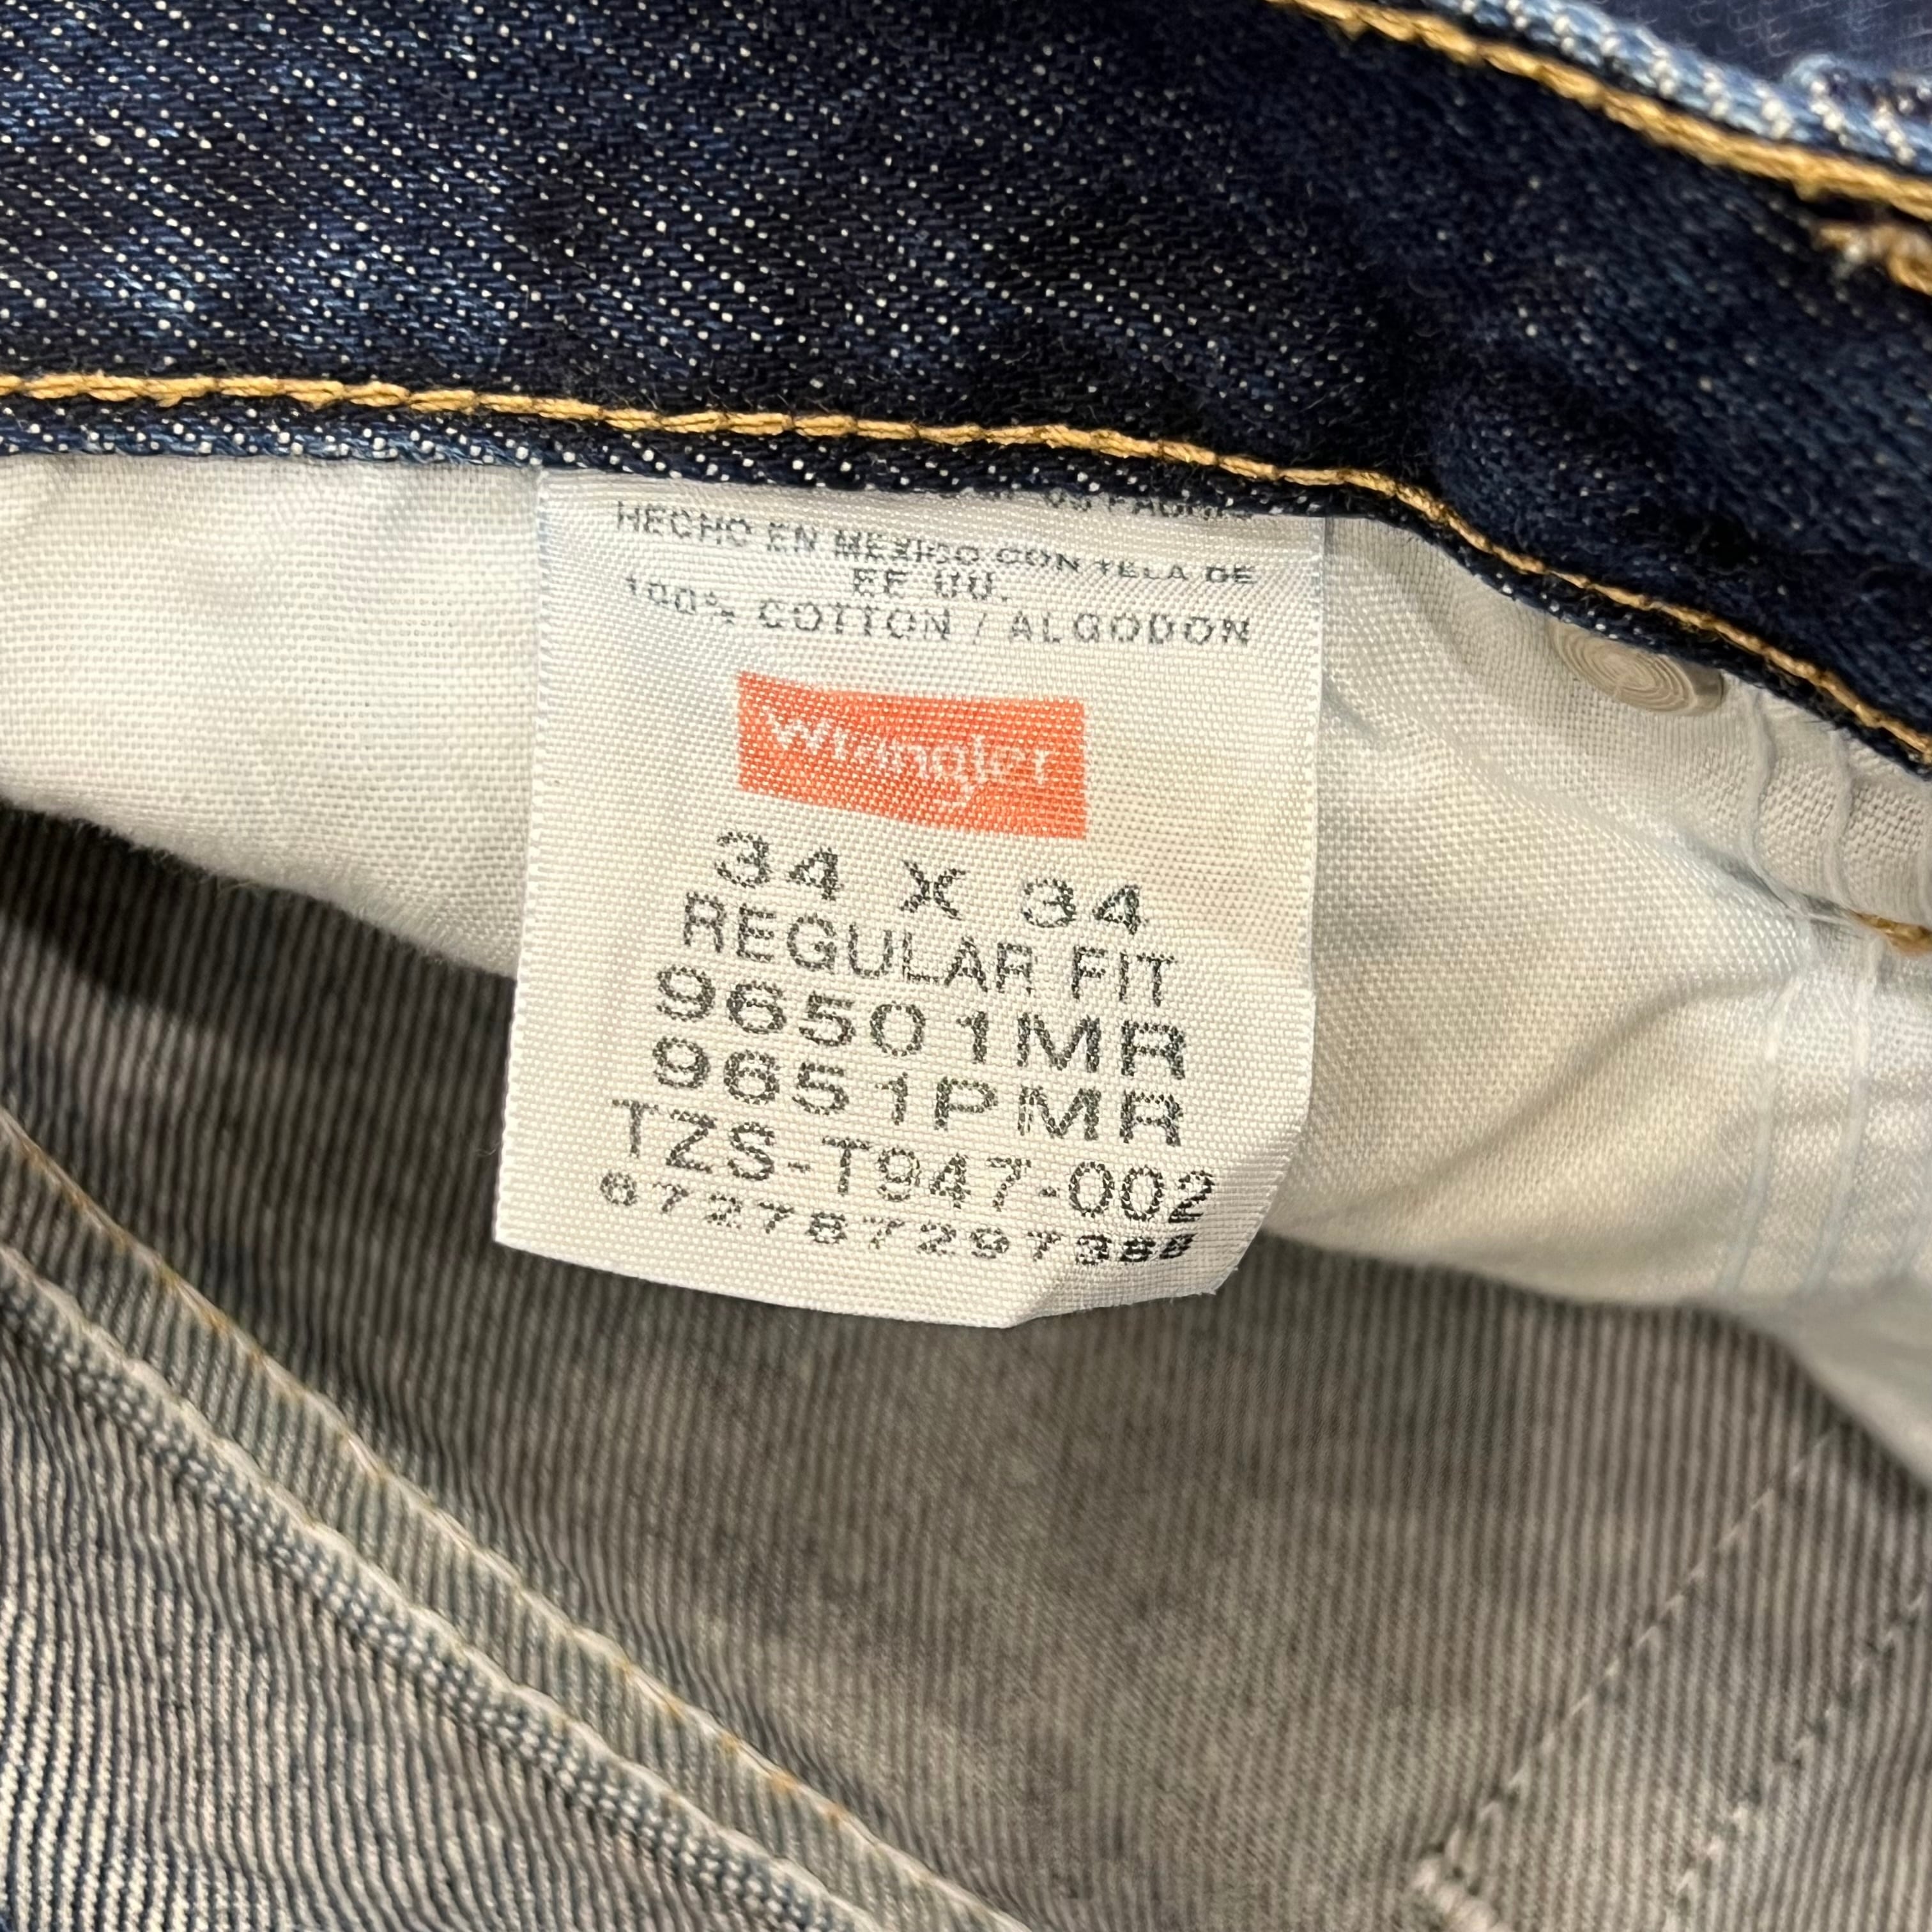 HECHO EN MEXICO CON TELA DE
EE UU.
100% COTTON / ALGODON
Wrangler
34 X 34
REGULAR FIT
96501MR
9651PMR
TZS-T947-002
672787297388